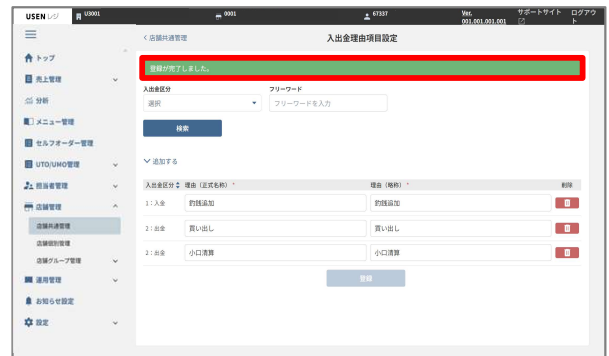 USEN レジ U3001 0001 67337 Ver. 001.001.001.001 サポートサイト ログアウト
< 店舗共通管理 入出金理由項目設定
登録が完了しました。
トップ
売上管理
分析
メニュー管理
セルフオーダー管理
UTO/UMO管理
担当者管理
店舗管理
店舗共通管理
店舗個別管理
店舗グループ管理
運用管理
お知らせ設定
設定
入出金区分 フリーワード
選択 フリーワードを入力
検索
追加する
入出金区分 理由（正式名称）* 理由（略称）* 削除
1：入金 釣銭追加 釣銭追加
2：出金 買い出し 買い出し
2：出金 小口清算 小口清算
登録